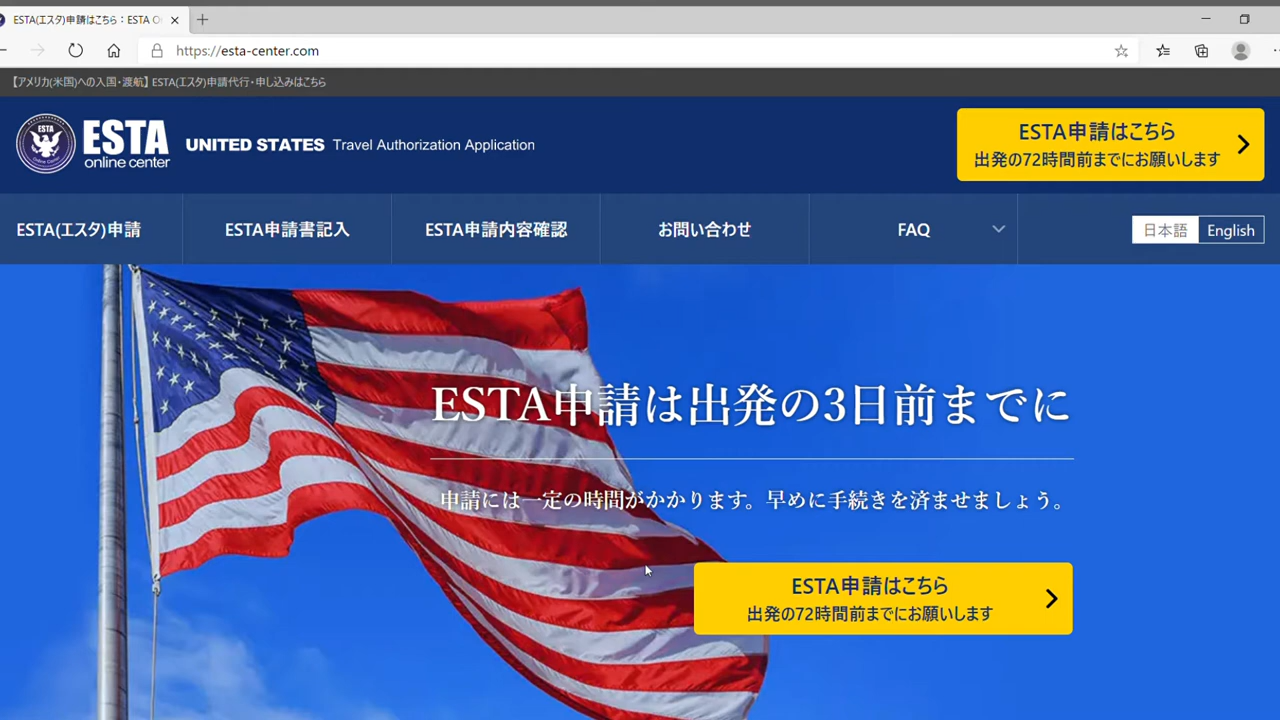 ESTA(エスタ)申請はこちら：ESTA O
https://esta-center.com
【アメリカ(米国)への入国・渡航】 ESTA(エスタ)申請代行・申し込みはこちら
ESTA
Online Center
ESTA
online center
UNITED STATES Travel Authorization Application
ESTA申請はこちら
出発の72時間前までにお願いします
ESTA(エスタ)申請
ESTA申請書記入
ESTA申請内容確認
お問い合わせ
FAQ
日本語
English
ESTA申請は出発の3日前までに
申請には一定の時間がかかります。早めに手続きを済ませましょう。
ESTA申請はこちら
出発の72時間前までにお願いします